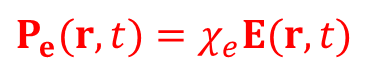 𝐏𝐞(𝐫, 𝑡) = 𝜒𝑒𝐄(𝐫, 𝑡)